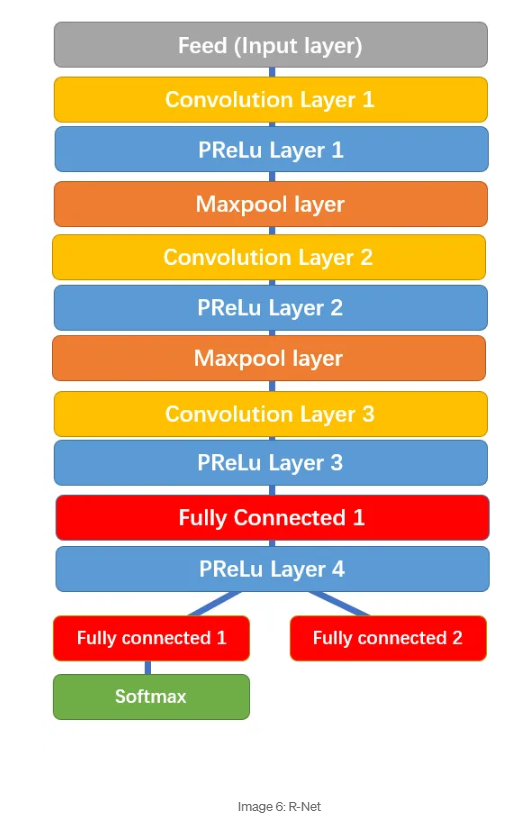 Feed (Input layer)
Convolution Layer 1
PReLu Layer 1
Maxpool layer
Convolution Layer 2
PReLu Layer 2
Maxpool layer
Convolution Layer 3
PReLu Layer 3
Fully Connected 1
PReLu Layer 4
Fully connected 1
Fully connected 2
Softmax
Image 6: R-Net